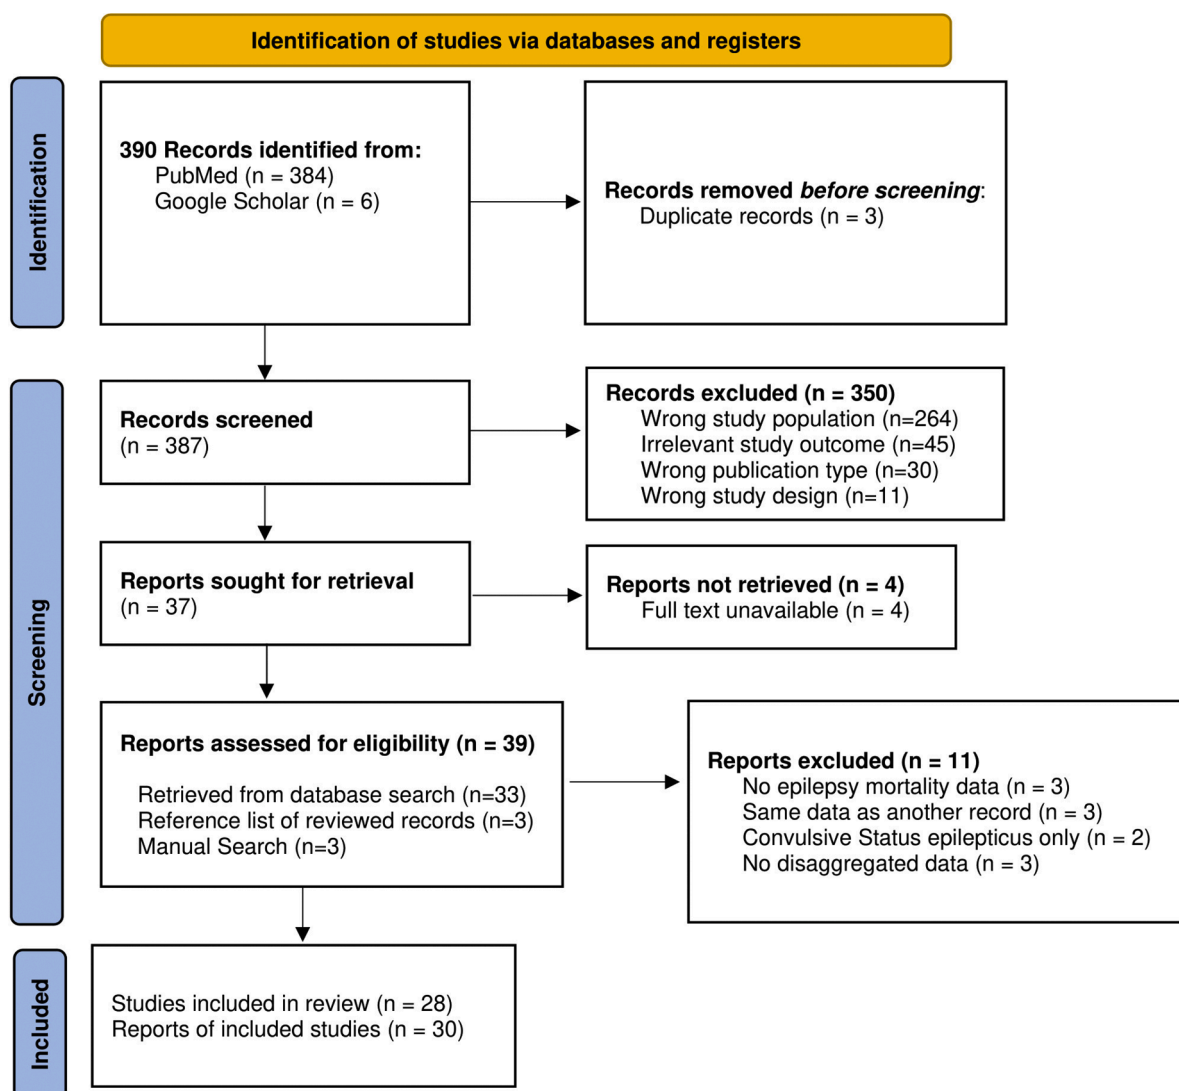 Identification of studies via databases and registers
Identification
390 Records identified from:
PubMed (n = 384)
Google Scholar (n = 6)
Records removed before screening:
Duplicate records (n = 3)
Screening
Records screened
(n = 387)
Records excluded (n = 350)
Wrong study population (n=264)
Irrelevant study outcome (n=45)
Wrong publication type (n=30)
Wrong study design (n=11)
Reports sought for retrieval
(n = 37)
Reports not retrieved (n = 4)
Full text unavailable (n = 4)
Reports assessed for eligibility (n = 39)
Retrieved from database search (n=33)
Reference list of reviewed records (n=3)
Manual Search (n=3)
Reports excluded (n = 11)
No epilepsy mortality data (n = 3)
Same data as another record (n = 3)
Convulsive Status epilepticus only (n = 2)
No disaggregated data (n = 3)
Included
Studies included in review (n = 28)
Reports of included studies (n = 30)